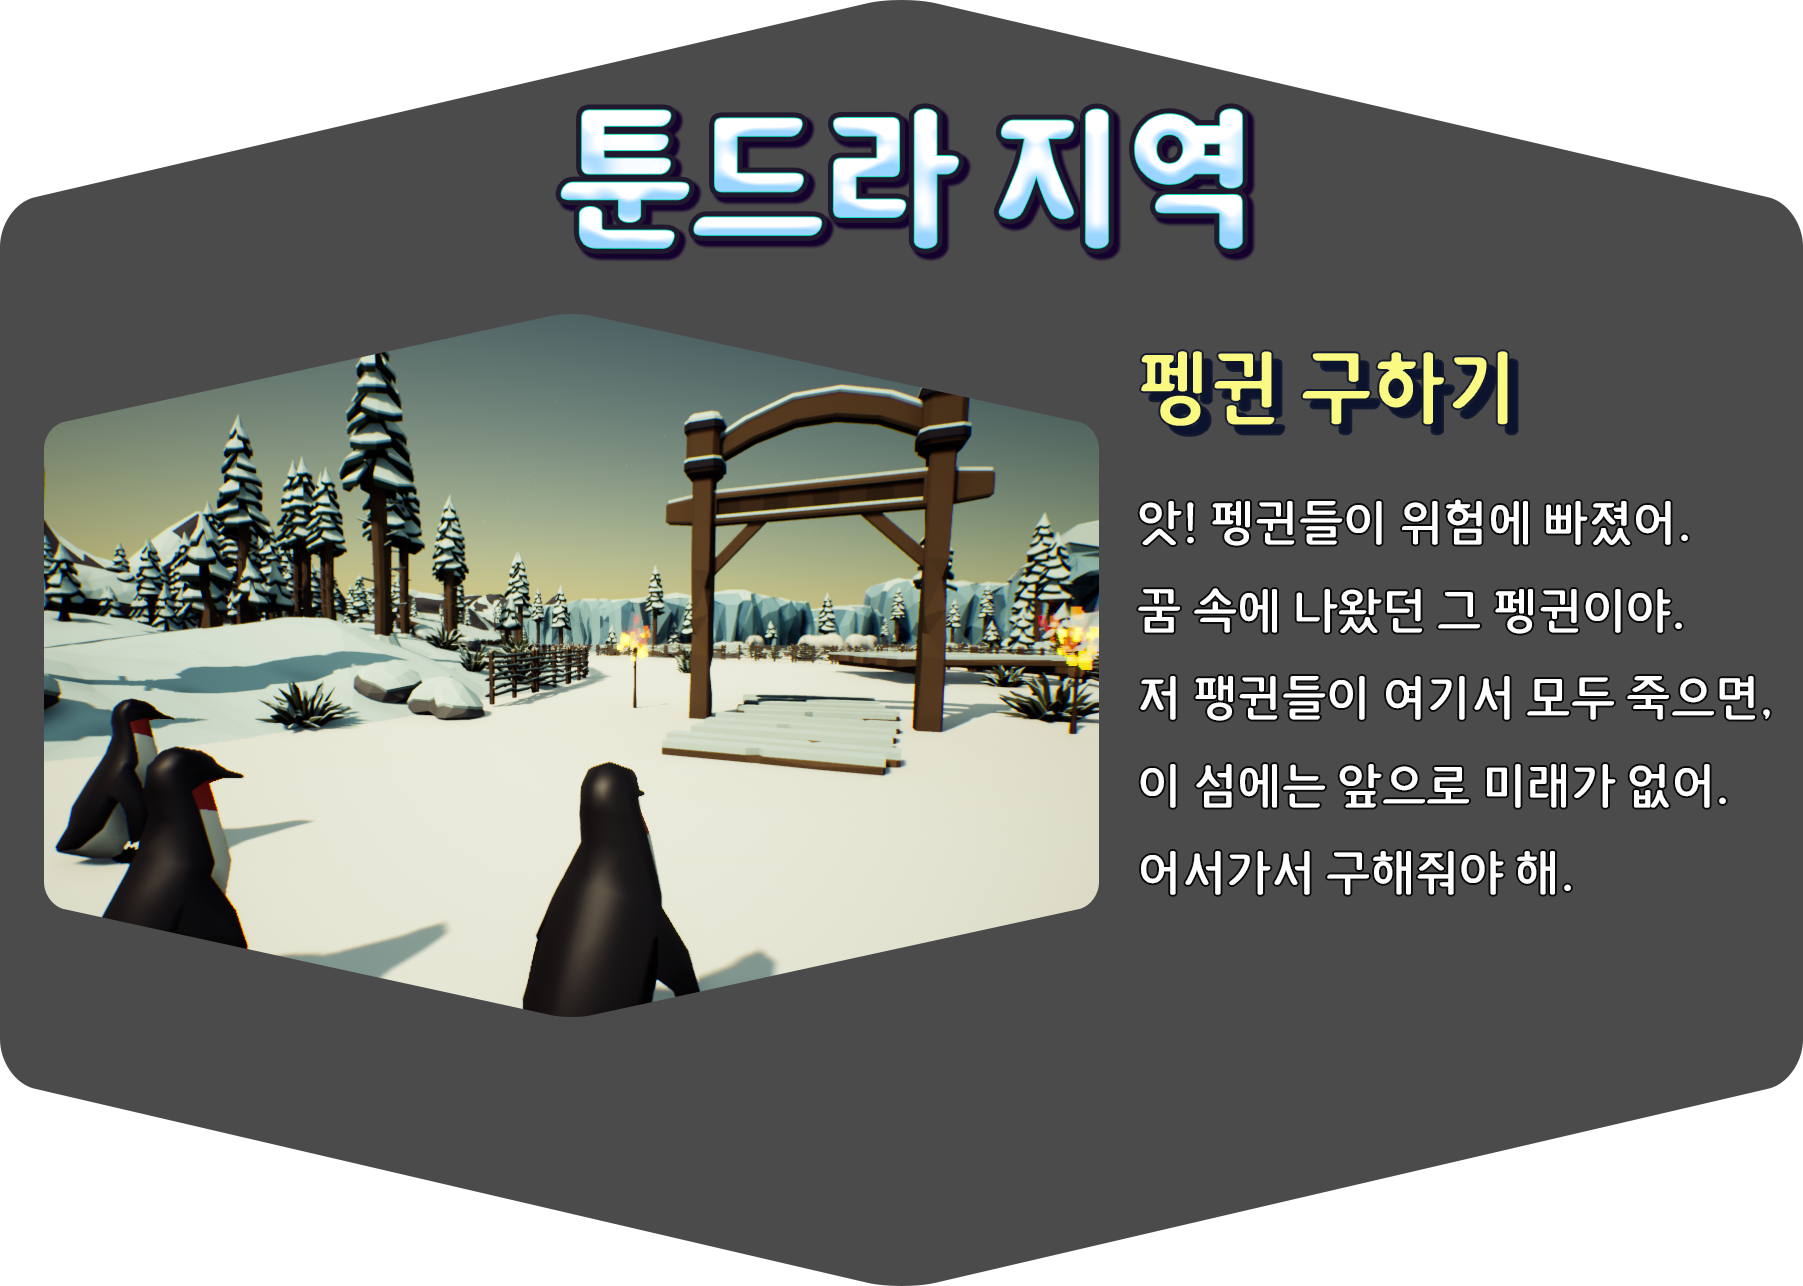 툰드라 지역
펭귄 구하기
앗! 펭귄들이 위험에 빠졌어.
꿈 속에 나왔던 그 펭귄이야.
저 팽귄들이 여기서 모두 죽으면,
이 섬에는 앞으로 미래가 없어.
어서가서 구해줘야 해.